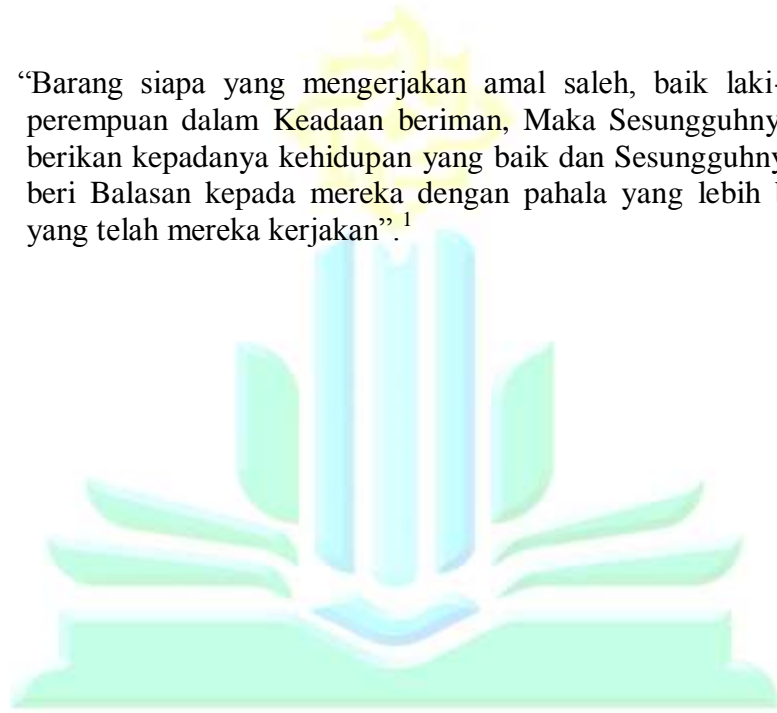 “Barang siapa yang mengerjakan amal saleh, baik laki-
perempuan dalam Keadaan beriman, Maka Sesungguhny
berikan kepadanya kehidupan yang baik dan Sesungguhny
beri Balasan kepada mereka dengan pahala yang lebih
yang telah mereka kerjakan”.1